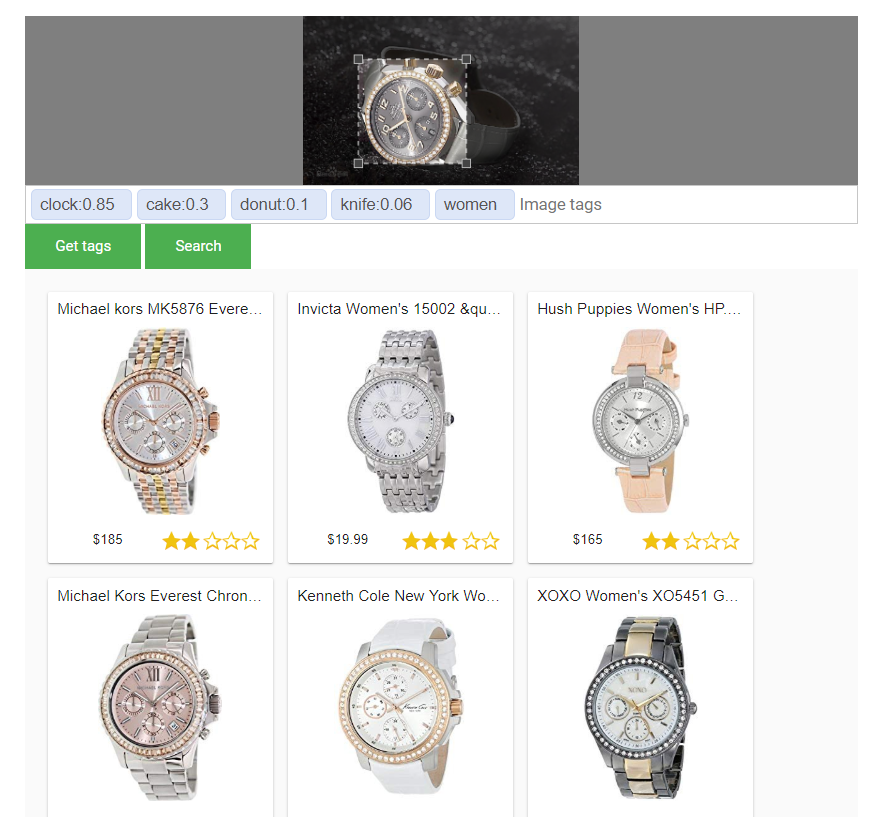 clock:0.85 cake:0.3 donut:0.1 knife:0.06 women Image tags
Get tags Search
Michael kors MK5876 Evere...
Invicta Women's 15002 &qu...
Hush Puppies Women's HP....
$185
$19.99
$165
Michael Kors Everest Chron...
Kenneth Cole New York Wo...
XOXO Women's XO5451 G...
XOXO